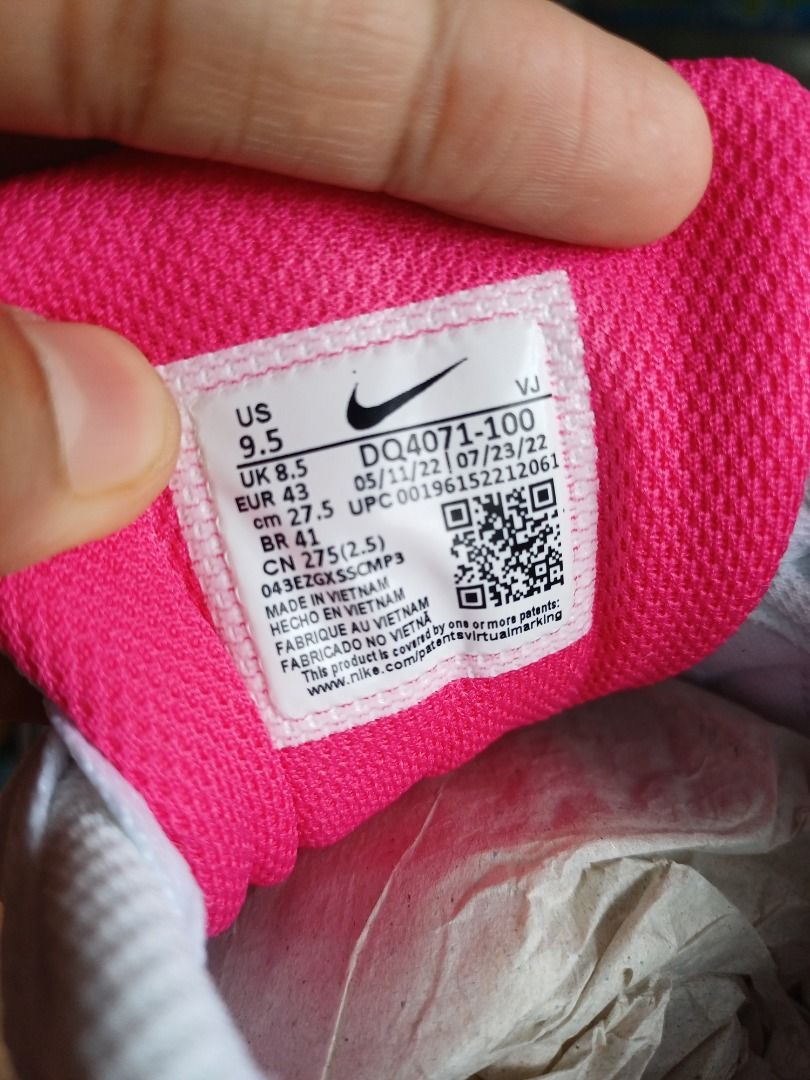 US
9.5
VJ
UK 8.5
DQ4071-100
EUR 43
05/11/22 | 07/23/22
cm 27.5
UPC 00196152212061
BR 41
CN 275(2.5)
043EZGXSSCMP3
MADE IN VIETNAM
HECHO EN VIETNAM
FABRIQUE AU VIETNAM
FABRICADO NO VIETNÃ
This product is covered by one or more patents:
www.nike.com/patentsvirtualmarking